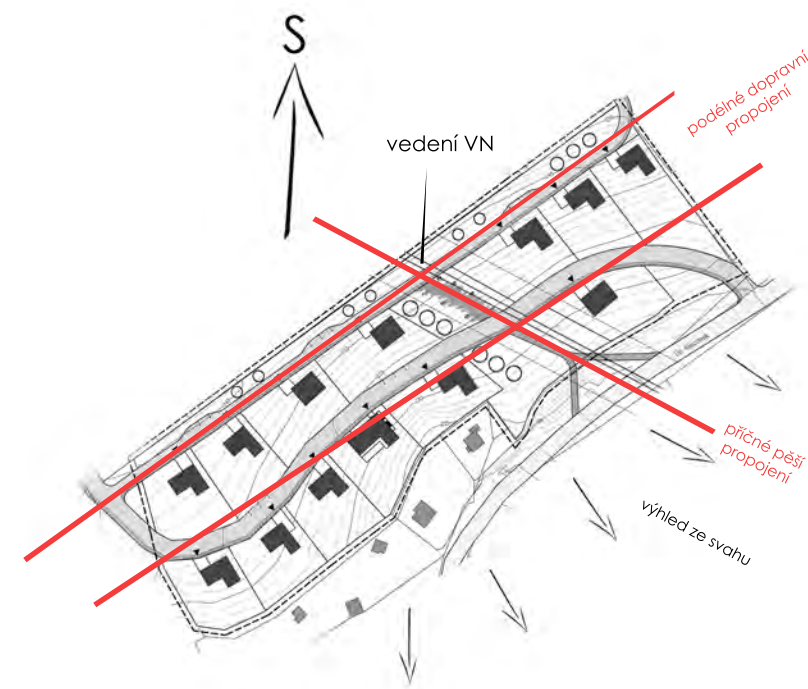 S
podélné dopravní
propojení
vedení VN
příčné pěší
propojení
výhled ze svahu